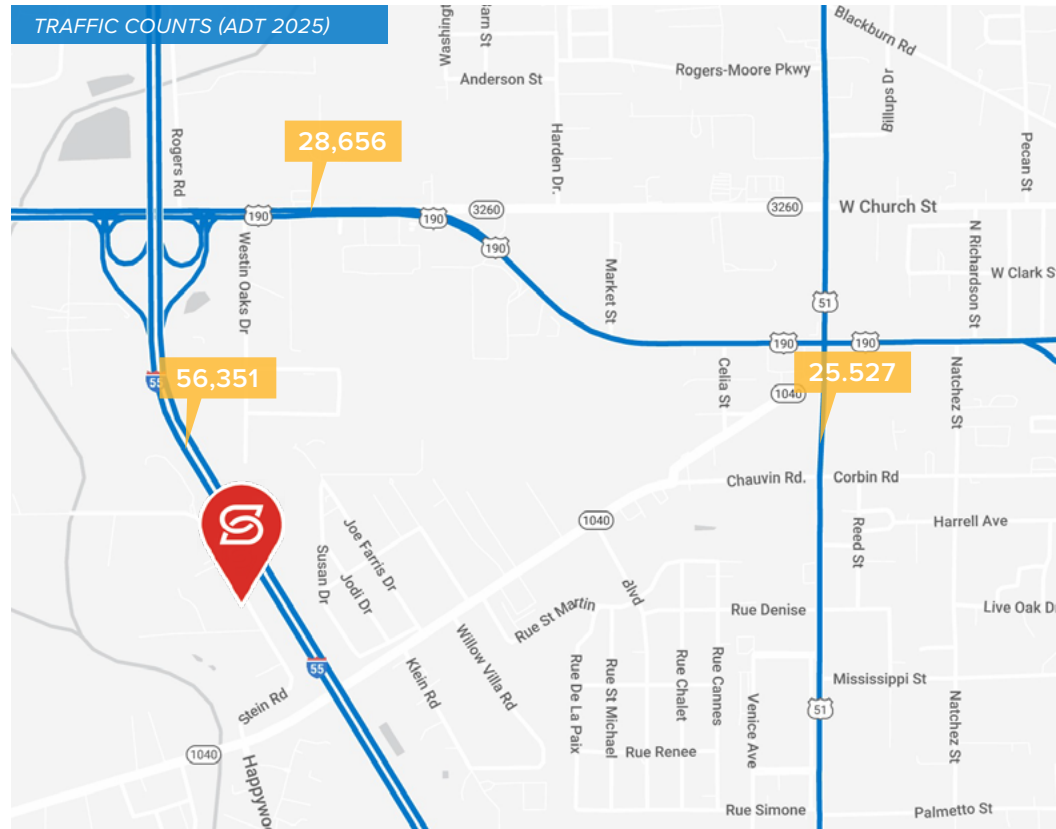 TRAFFIC COUNTS (ADT 2025)
Blackburn Rd
Anderson St
Rogers-Moore Pkwy
Billups Dr
Rogers Rd
28,656
Harden Dr.
Pecan St
190
190
3260
3260
W Church St
190
Westin Oaks Dr
Market St
N Richardson St
W Clark S
51
190
190
55
56,351
Celia St
25.527
1040
Natchez St
Chauvin Rd.
Corbin Rd
1040
Reed St
Harrell Ave
Joe Farris Dr
Susan Dr
Jodi Dr
Blvd
Rue St Martin
Rue Denise
Live Oak D
Willow Villa Rd
55
Klein Rd
Rue De La Paix
Rue St Michael
Rue Chalet
Rue Cannes
Venice Ave
Mississippi St
Stein Rd
51
Natchez St
1040
Happywo
Rue Renee
Rue Simone
Palmetto St